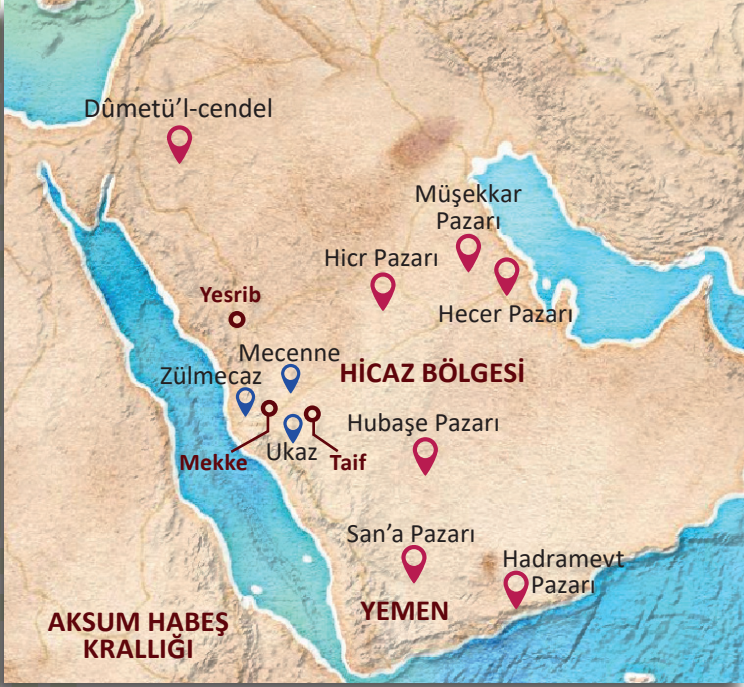 Dûmetü’l-cendel
Müşekkar
Pazarı
Hicr Pazarı
Yesrib
Hecer Pazarı
Mecenne
HİCAZ BÖLGESİ
Zülmecaz
Hubaşe Pazarı
Ukaz
Mekke
Taif
San’a Pazarı
Hadramevt
Pazarı
YEMEN
AKSUM HABEŞ
KRALLIĞI